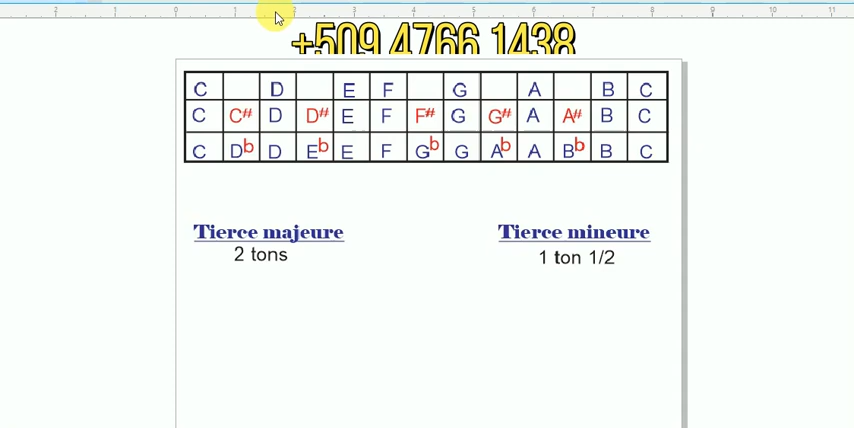 +509 4766 1438
C D E F G A B C
C C# D D# E F F# G G# A A# B C
C Db D Eb E F Gb G Ab A Bb B C
Tierce majeure Tierce mineure
2 tons 1 ton 1/2